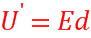 U' = Ed